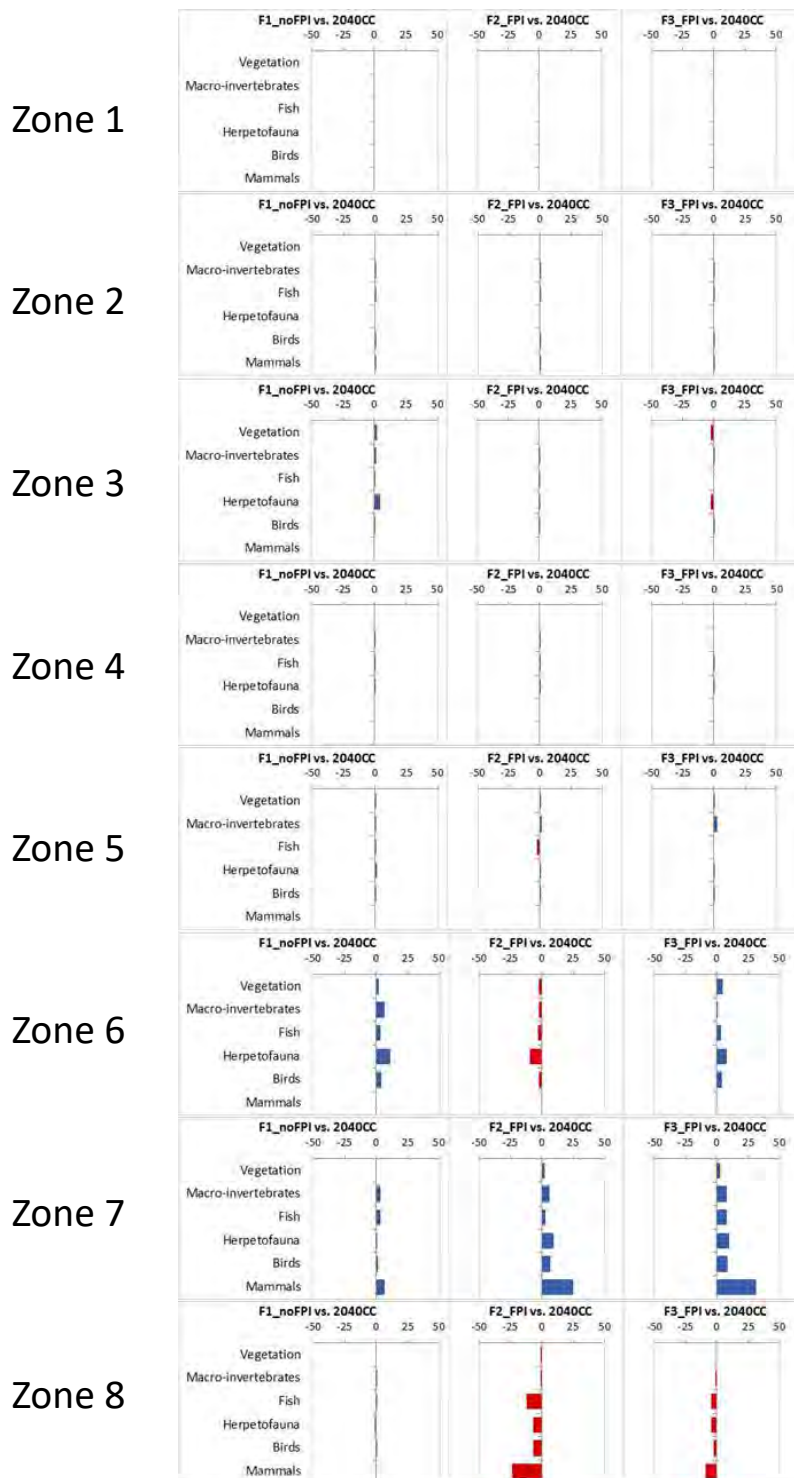 F1_noFPI vs. 2040CC F2_FPI vs. 2040CC F3_FPI vs. 2040CC
-50 -25 0 25 50 -50 -25 0 25 50 -50 -25 0 25 50
Vegetation
Macro-invertebrates
Zone 1
Fish
Herpetofauna
Birds
Mammals
F1_noFPI vs. 2040CC F2_FPI vs. 2040CC F3_FPI vs. 2040CC
-50 -25 0 25 50 -50 -25 0 25 50 -50 -25 0 25 50
Vegetation
Macro-invertebrates
Zone 2
Fish
Herpetofauna
Birds
Mammals
F1_noFPI vs. 2040CC F2_FPI vs. 2040CC F3_FPI vs. 2040CC
-50 -25 0 25 50 -50 -25 0 25 50 -50 -25 0 25 50
Vegetation
Macro-invertebrates
Zone 3
Fish
Herpetofauna
Birds
Mammals
F1_noFPI vs. 2040CC F2_FPI vs. 2040CC F3_FPI vs. 2040CC
-50 -25 0 25 50 -50 -25 0 25 50 -50 -25 0 25 50
Vegetation
Macro-invertebrates
Zone 4
Fish
Herpetofauna
Birds
Mammals
F1_noFPI vs. 2040CC F2_FPI vs. 2040CC F3_FPI vs. 2040CC
-50 -25 0 25 50 -50 -25 0 25 50 -50 -25 0 25 50
Vegetation
Macro-invertebrates
Zone 5
Fish
Herpetofauna
Birds
Mammals
F1_noFPI vs. 2040CC F2_FPI vs. 2040CC F3_FPI vs. 2040CC
-50 -25 0 25 50 -50 -25 0 25 50 -50 -25 0 25 50
Vegetation
Macro-invertebrates
Zone 6
Fish
Herpetofauna
Birds
Mammals
F1_noFPI vs. 2040CC F2_FPI vs. 2040CC F3_FPI vs. 2040CC
-50 -25 0 25 50 -50 -25 0 25 50 -50 -25 0 25 50
Vegetation
Macro-invertebrates
Zone 7
Fish
Herpetofauna
Birds
Mammals
F1_noFPI vs. 2040CC F2_FPI vs. 2040CC F3_FPI vs. 2040CC
-50 -25 0 25 50 -50 -25 0 25 50 -50 -25 0 25 50
Vegetation
Macro-invertebrates
Zone 8
Fish
Herpetofauna
Birds
Mammals